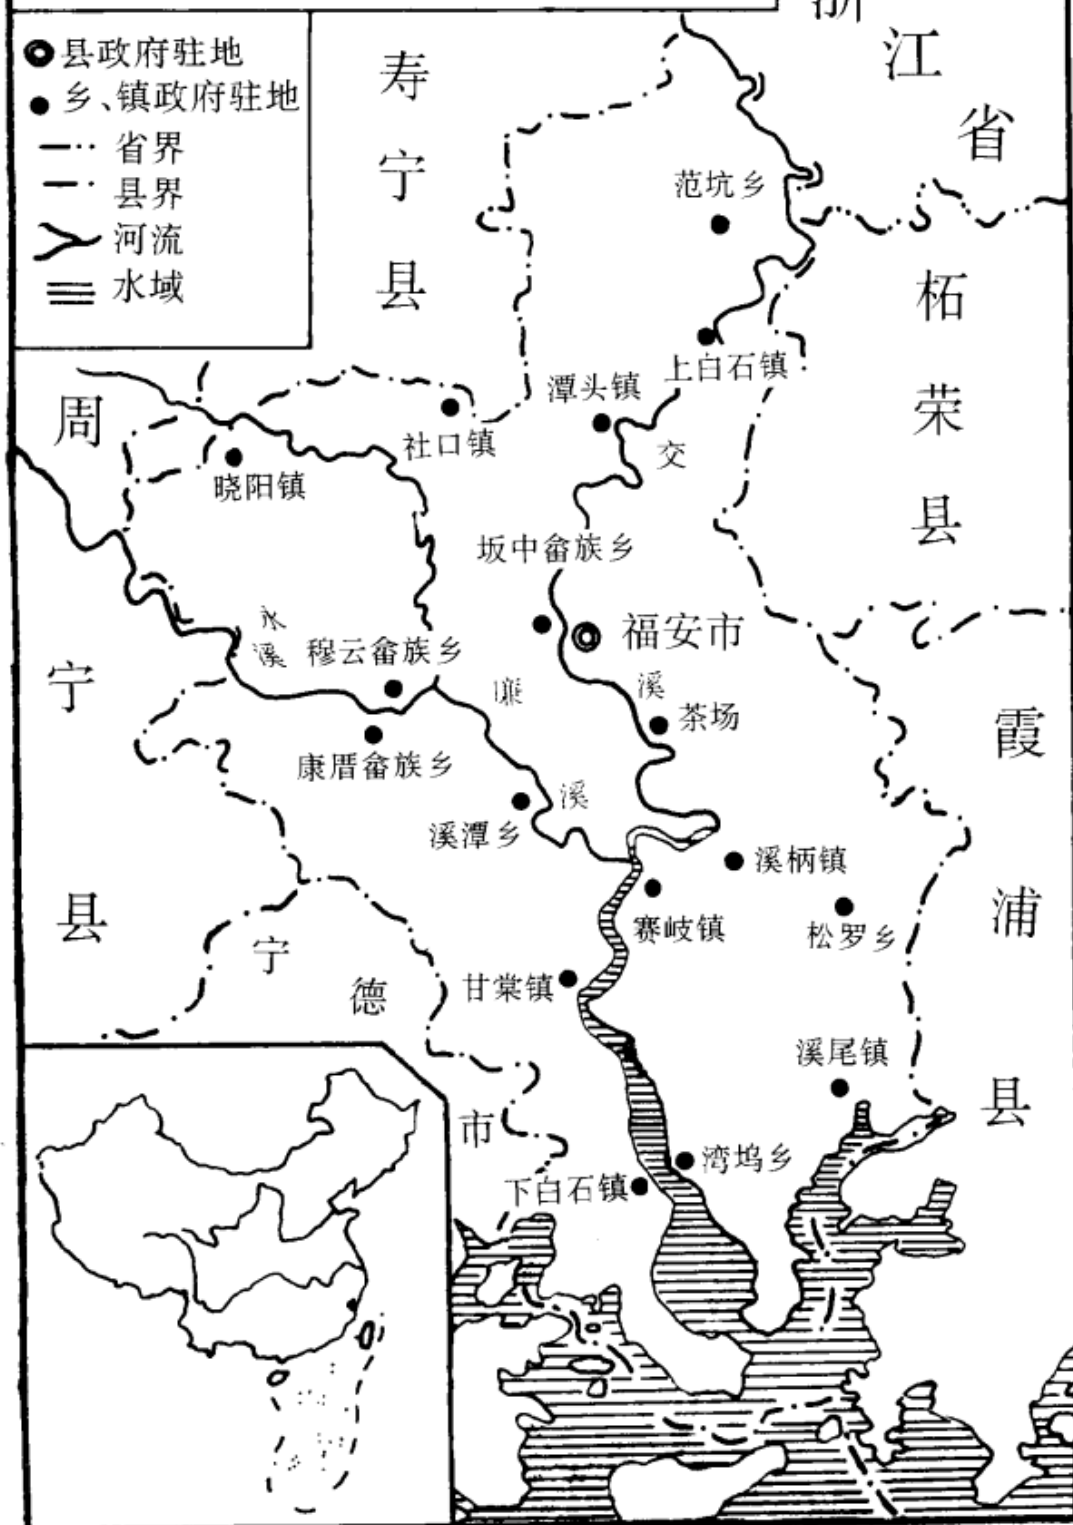 浙江省
县政府驻地
乡、镇政府驻地
省界
县界
河流
水域
寿宁县
范坑乡
柘荣县
上白石镇
潭头镇
周宁县
社口镇
交溪
晓阳镇
坂中畲族乡
福安市
穆云畲族乡
茶场
康厝畲族乡
溪潭乡
溪柄镇
赛岐镇
松罗乡
霞浦县
宁德市
甘棠镇
溪尾镇
湾坞乡
下白石镇
溪
溪